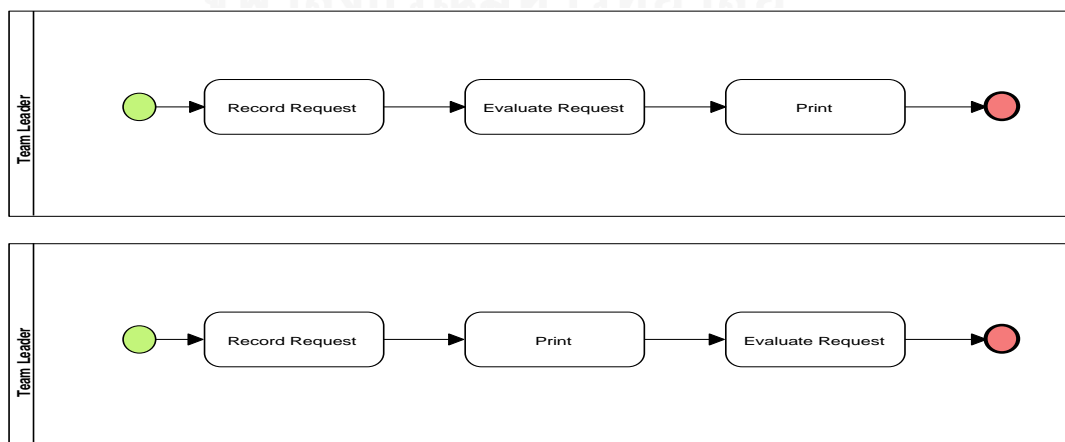 Team Leader
Record Request
Evaluate Request
Print
Team Leader
Record Request
Print
Evaluate Request